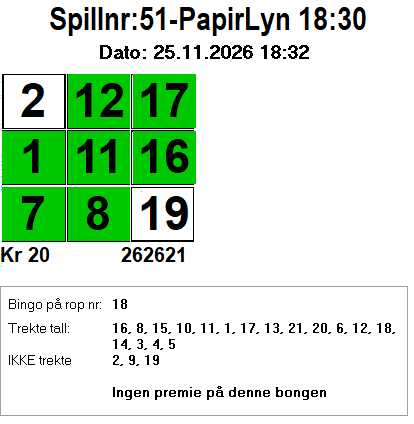 Spillnr:51-PapirLyn 18:30
Dato: 25.11.2026 18:32
2 12 17
1 11 16
7 8 19
Kr 20 262621
Bingo på rop nr: 18
Trekte tall: 16, 8, 15, 10, 11, 1, 17, 13, 21, 20, 6, 12, 18,
14, 3, 4, 5
IKKE trekte 2, 9, 19
Ingen premie på denne bongen